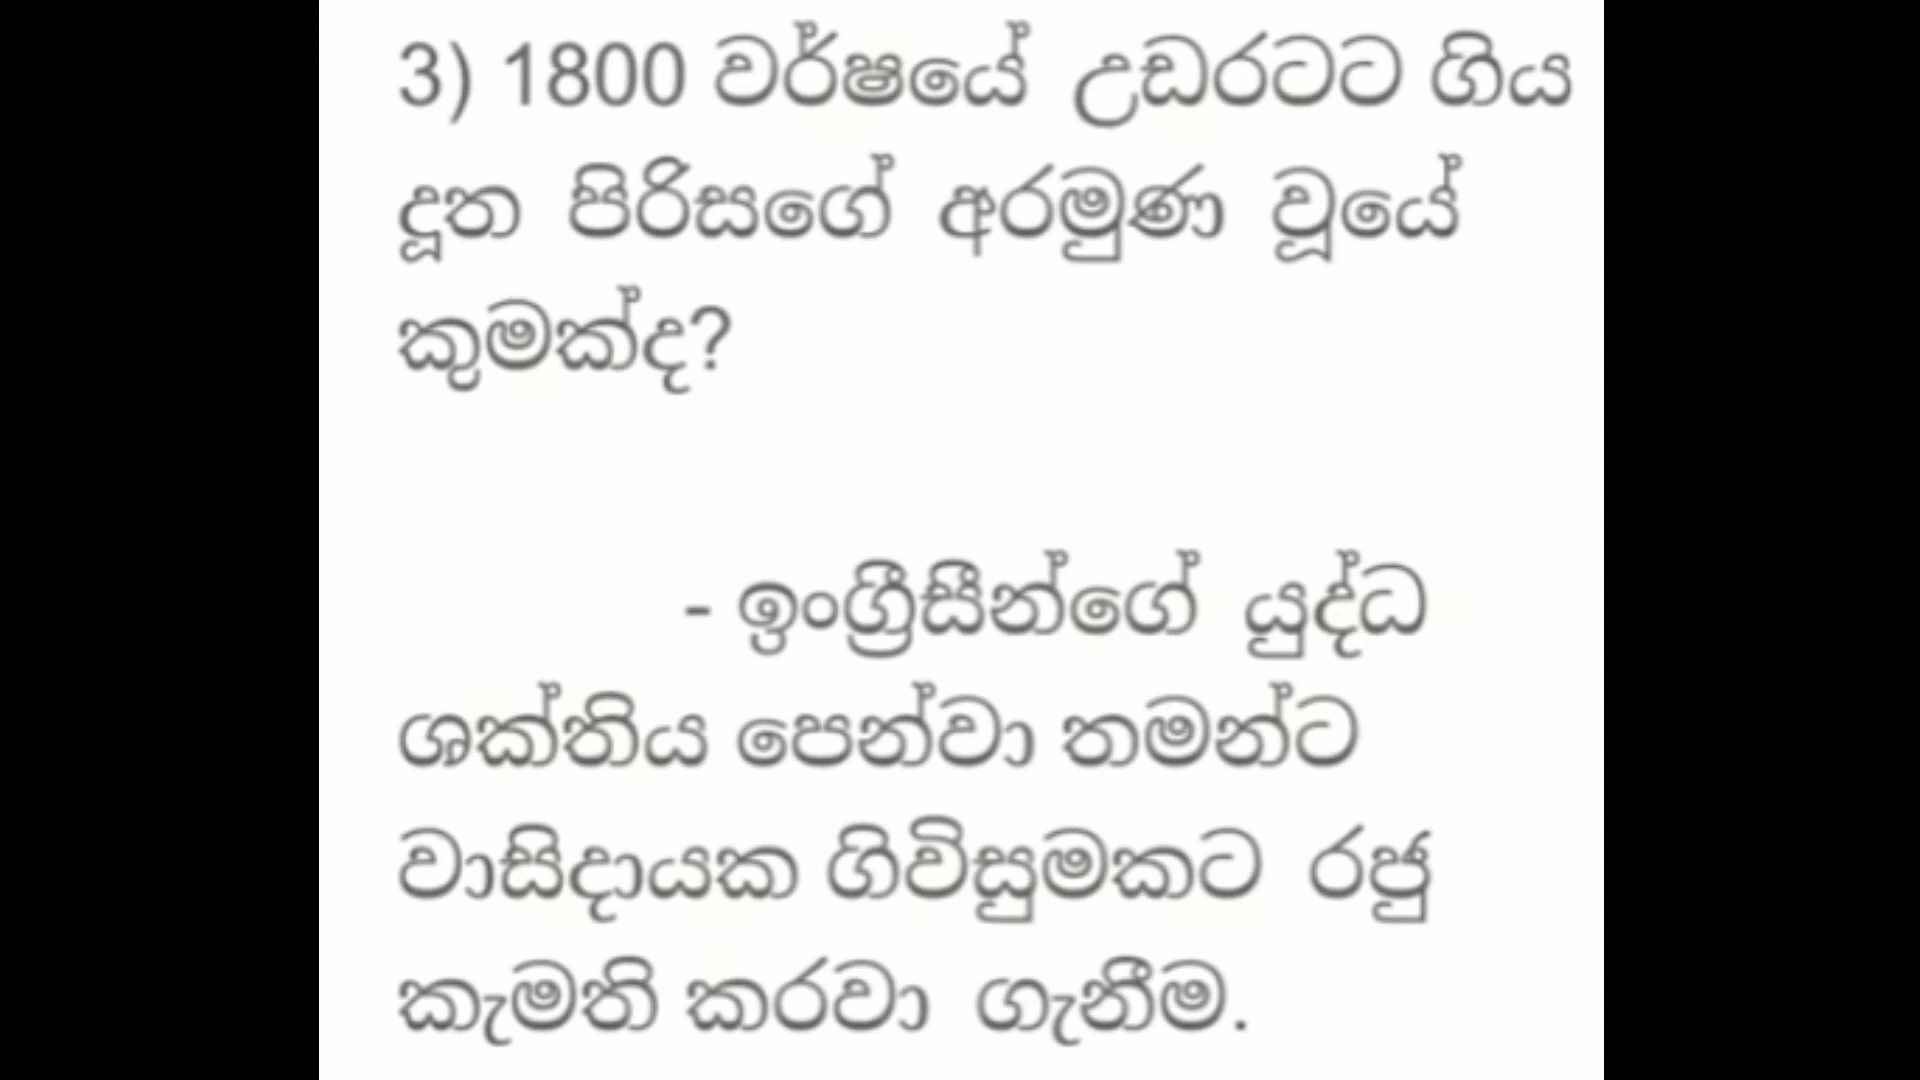 3) 1800 වර්ෂයේ උඩරටට ගිය
දූත පිරිසගේ අරමුණ වූයේ
කුමක්ද?
- ඉංග්‍රීසීන්ගේ යුද්ධ
ශක්තිය පෙන්වා තමන්ට
වාසිදායක ගිවිසුමකට රජු
කැමති කරවා ගැනීම.